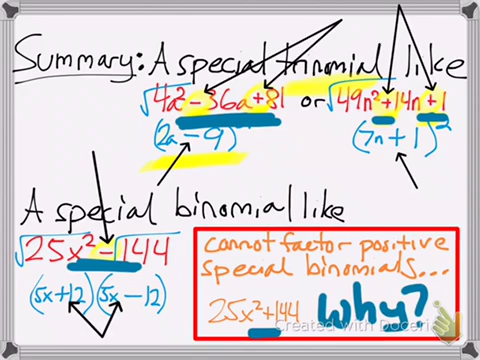 Summary: A special trinomial like
√4a² - 36a + 81 or √49n² + 14n + 1
(2a - 9) (7n + 1)²
A special binomial like
√25x² - √144
(5x + 12)(5x - 12)
cannot factor positive
special binomials...
25x² + 144 Why?
Created with Doceri